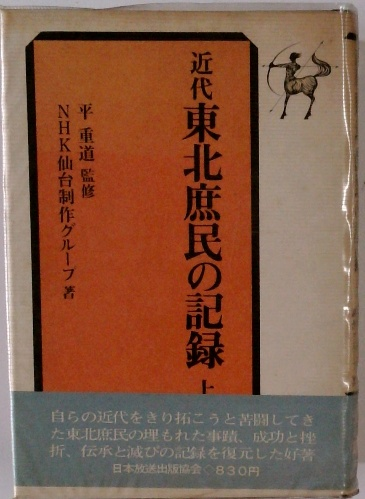 近代
東北庶民の記録
上
平 重道 監修
NHK仙台制作グループ 著
自らの近代をきり拓こうと苦闘してき
た東北庶民の埋もれた事蹟、成功と挫
折、伝承と滅びの記録を復元した好著
日本放送出版協会◇830円